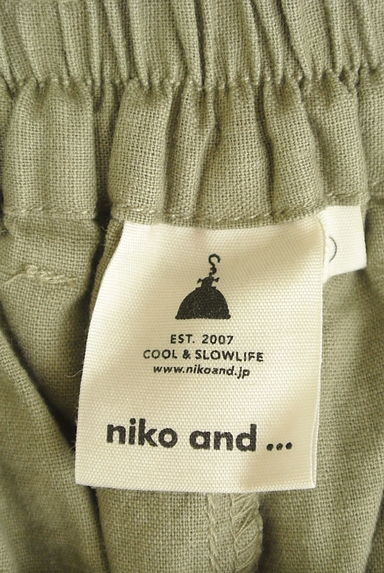 EST. 2007
COOL & SLOWLIFE
www.nikoand.jp
niko and ...